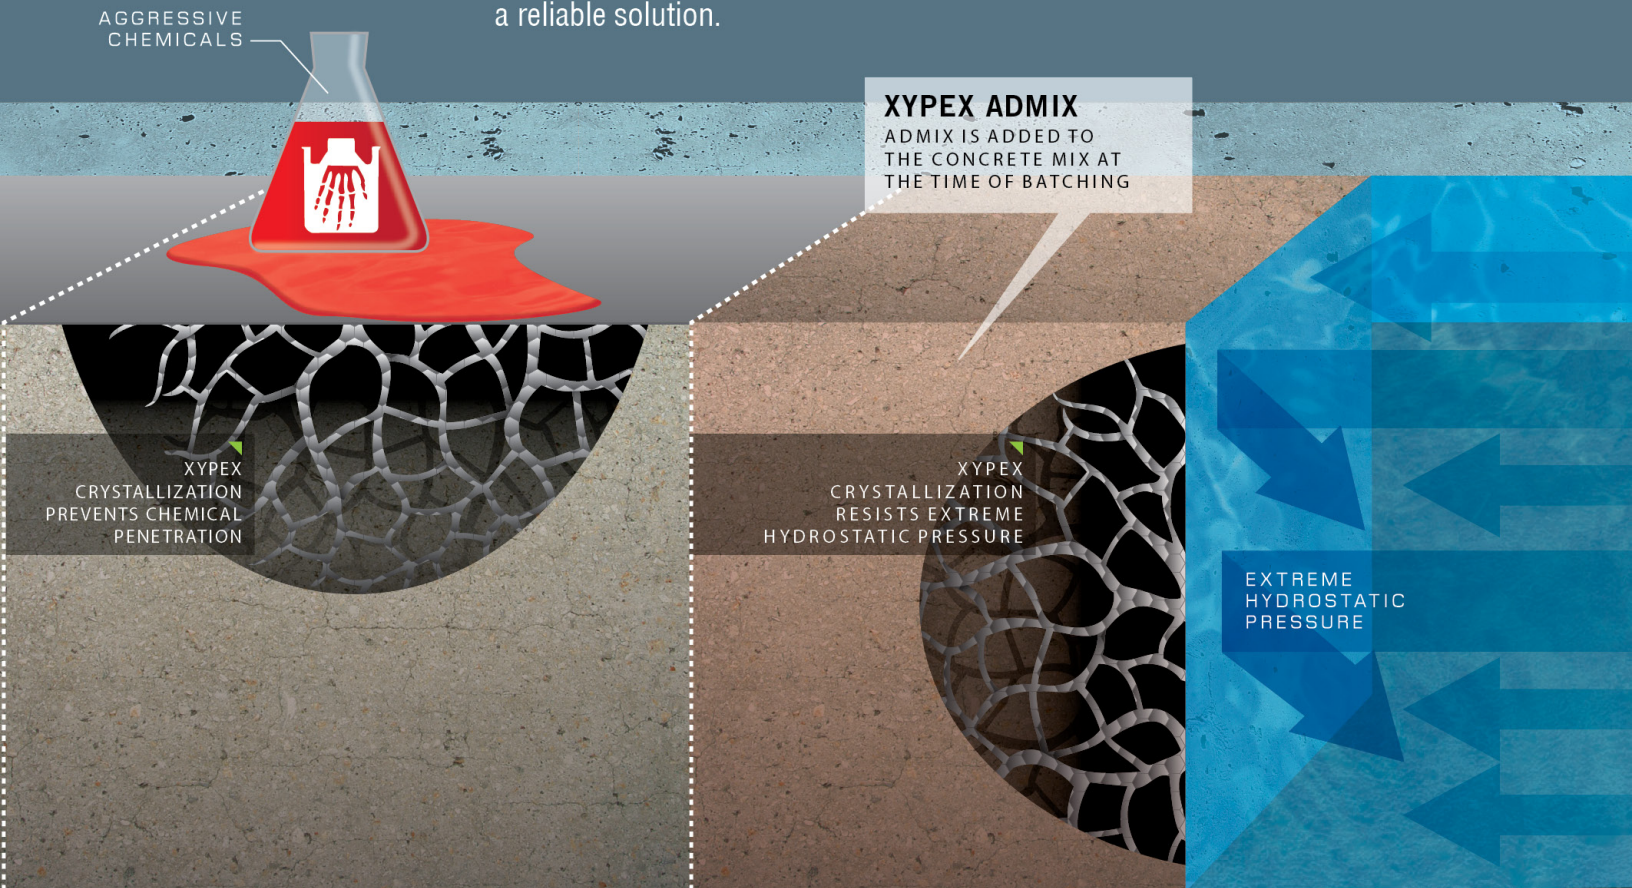 a reliable solution.
AGGRESSIVE
CHEMICALS
XYPEX ADMIX
ADMIX IS ADDED TO
THE CONCRETE MIX AT
THE TIME OF BATCHING
XYPEX
CRYSTALLIZATION
PREVENTS CHEMICAL
PENETRATION
XYPEX
CRYSTALLIZATION
RESISTS EXTREME
HYDROSTATIC PRESSURE
EXTREME
HYDROSTATIC
PRESSURE